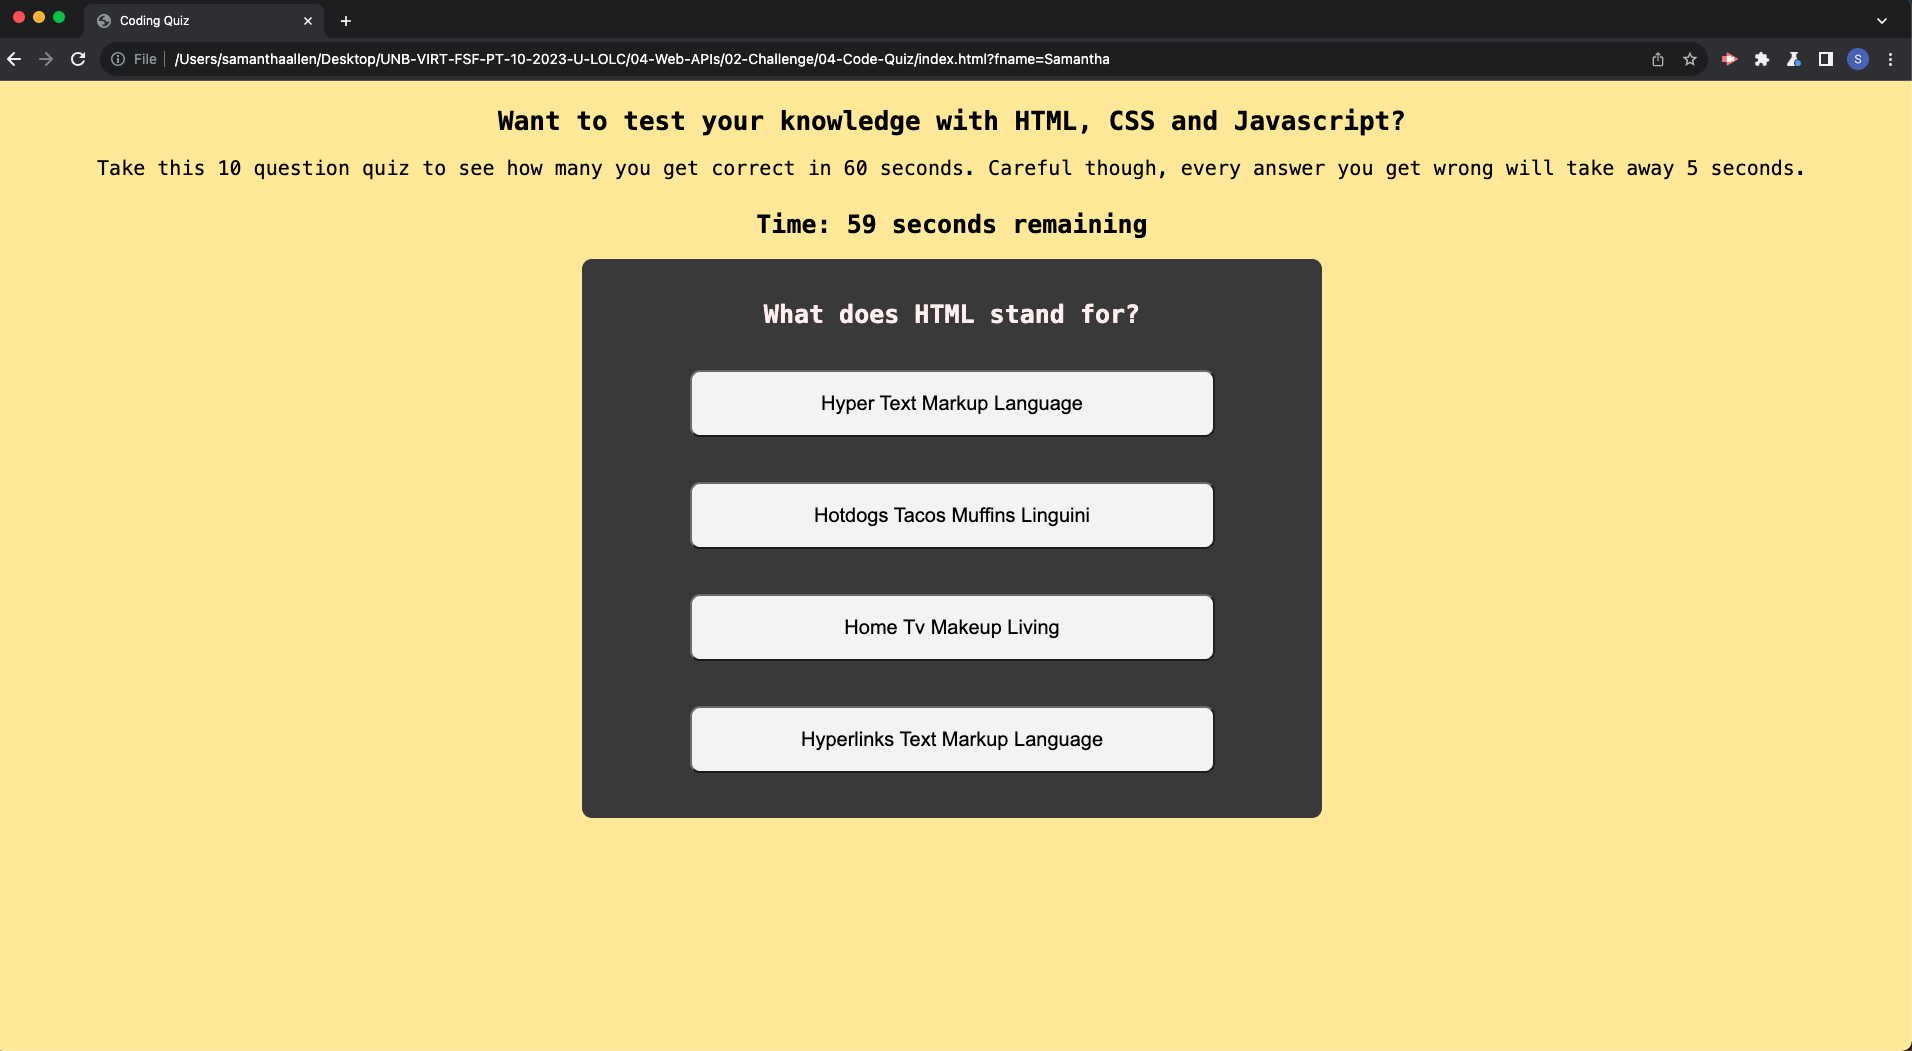 Coding Quiz
File
/Users/samanthaallen/Desktop/UNB-VIRT-FSF-PT-10-2023-U-LOLC/04-Web-APIs/02-Challenge/04-Code-Quiz/index.html?fname=Samantha
S
Want to test your knowledge with HTML, CSS and Javascript?
Take this 10 question quiz to see how many you get correct in 60 seconds. Careful though, every answer you get wrong will take away 5 seconds.
Time: 59 seconds remaining
What does HTML stand for?
Hyper Text Markup Language
Hotdogs Tacos Muffins Linguini
Home Tv Makeup Living
Hyperlinks Text Markup Language